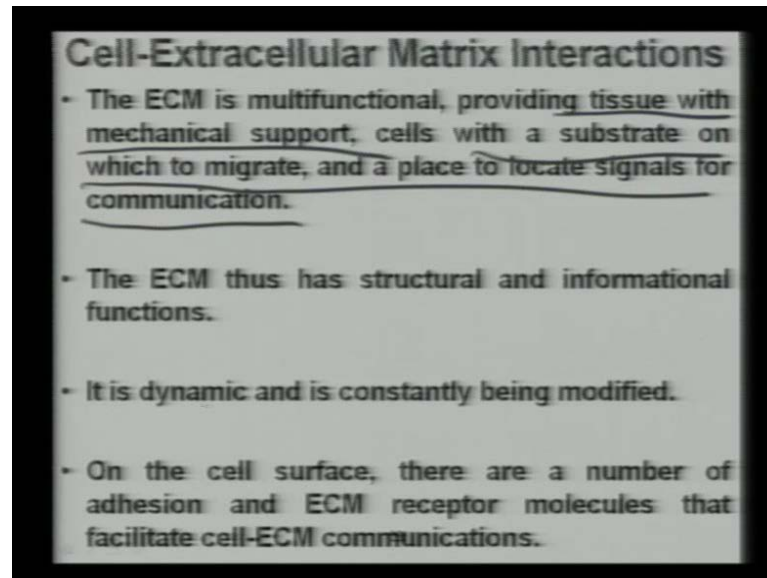 Cell-Extracellular Matrix Interactions
• The ECM is multifunctional, providing tissue with
mechanical support, cells with a substrate on
which to migrate, and a place to locate signals for
communication.
• The ECM thus has structural and informational
functions.
• It is dynamic and is constantly being modified.
• On the cell surface, there are a number of
adhesion and ECM receptor molecules that
facilitate cell-ECM communications.